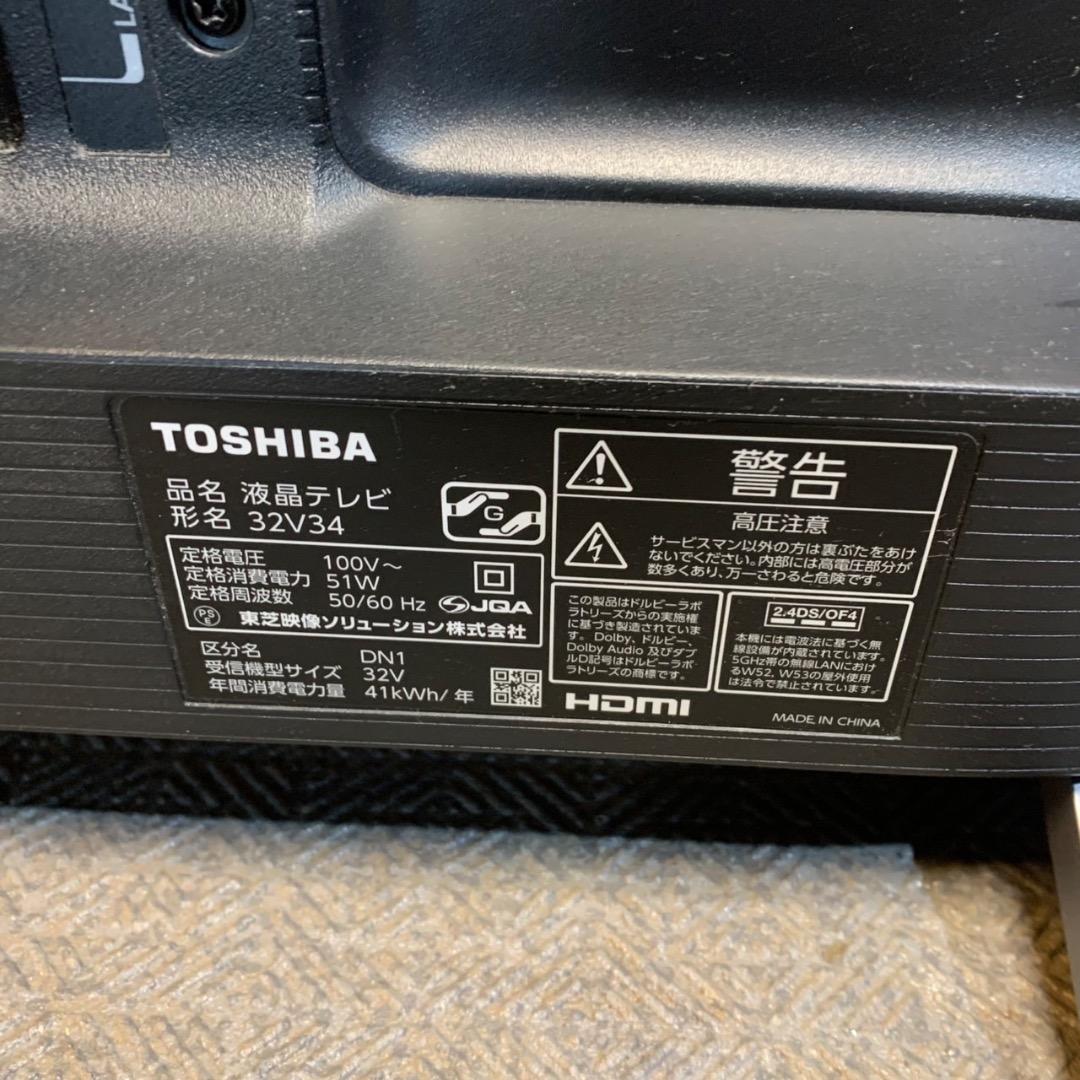 LA
TOSHIBA
品名 液晶テレビ
形名 32V34
G
定格電圧 100V～
定格消費電力 51W
定格周波数 50/60 Hz
JQA
PS
E
東芝映像ソリューション株式会社
区分名 DN1
受信機型サイズ 32V
年間消費電力量 41kWh/年
警告
高圧注意
サービスマン以外の方は裏ぶたをあけ
ないでください。内部には高電圧部分が
数多くあり、万一さわると危険です。
この製品はドルビーラボ
ラトリーズからの実施権
に基づき製造されていま
す。Dolby、ドルビー、
Dolby Audio 及びダブ
ルD記号はドルビーラボ
ラトリーズの商標です。
2.4DS/OF4
本機には電波法に基づく無
線設備が内蔵されています。
5GHz帯の無線LANにおけ
るW52、W53の屋外使用
は法令で禁止されています。
HDMI
MADE IN CHINA